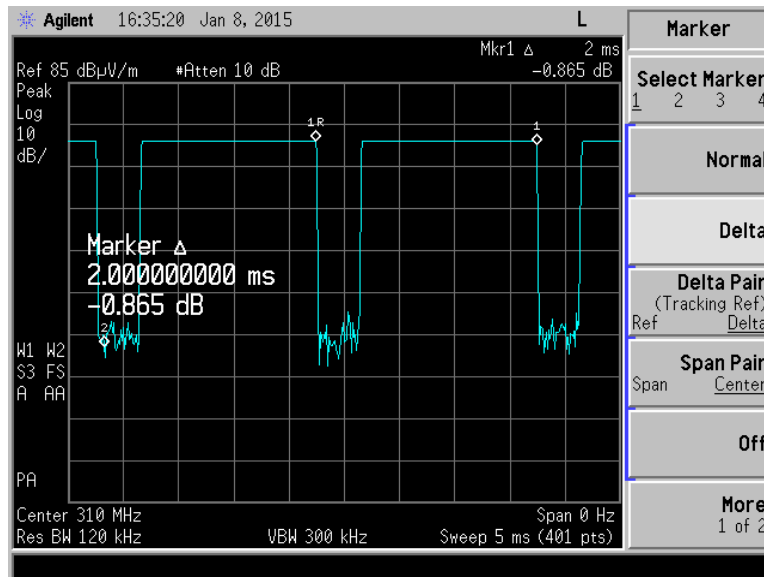 Agilent 16:35:20 Jan 8, 2015 L
Mkr1 Δ 2 ms
Ref 85 dBµV/m #Atten 10 dB -0.865 dB
Peak
Log
10
dB/
1R
1
Marker Δ
2.000000000 ms
-0.865 dB
2
W1 W2
S3 FS
A AA
PA
Center 310 MHz Span 0 Hz
Res BW 120 kHz VBW 300 kHz Sweep 5 ms (401 pts)
Marker
Select Marker
1 2 3 4
Normal
Delta
Delta Pair
(Tracking Ref)
Ref Delta
Span Pair
Span Center
Off
More
1 of 2